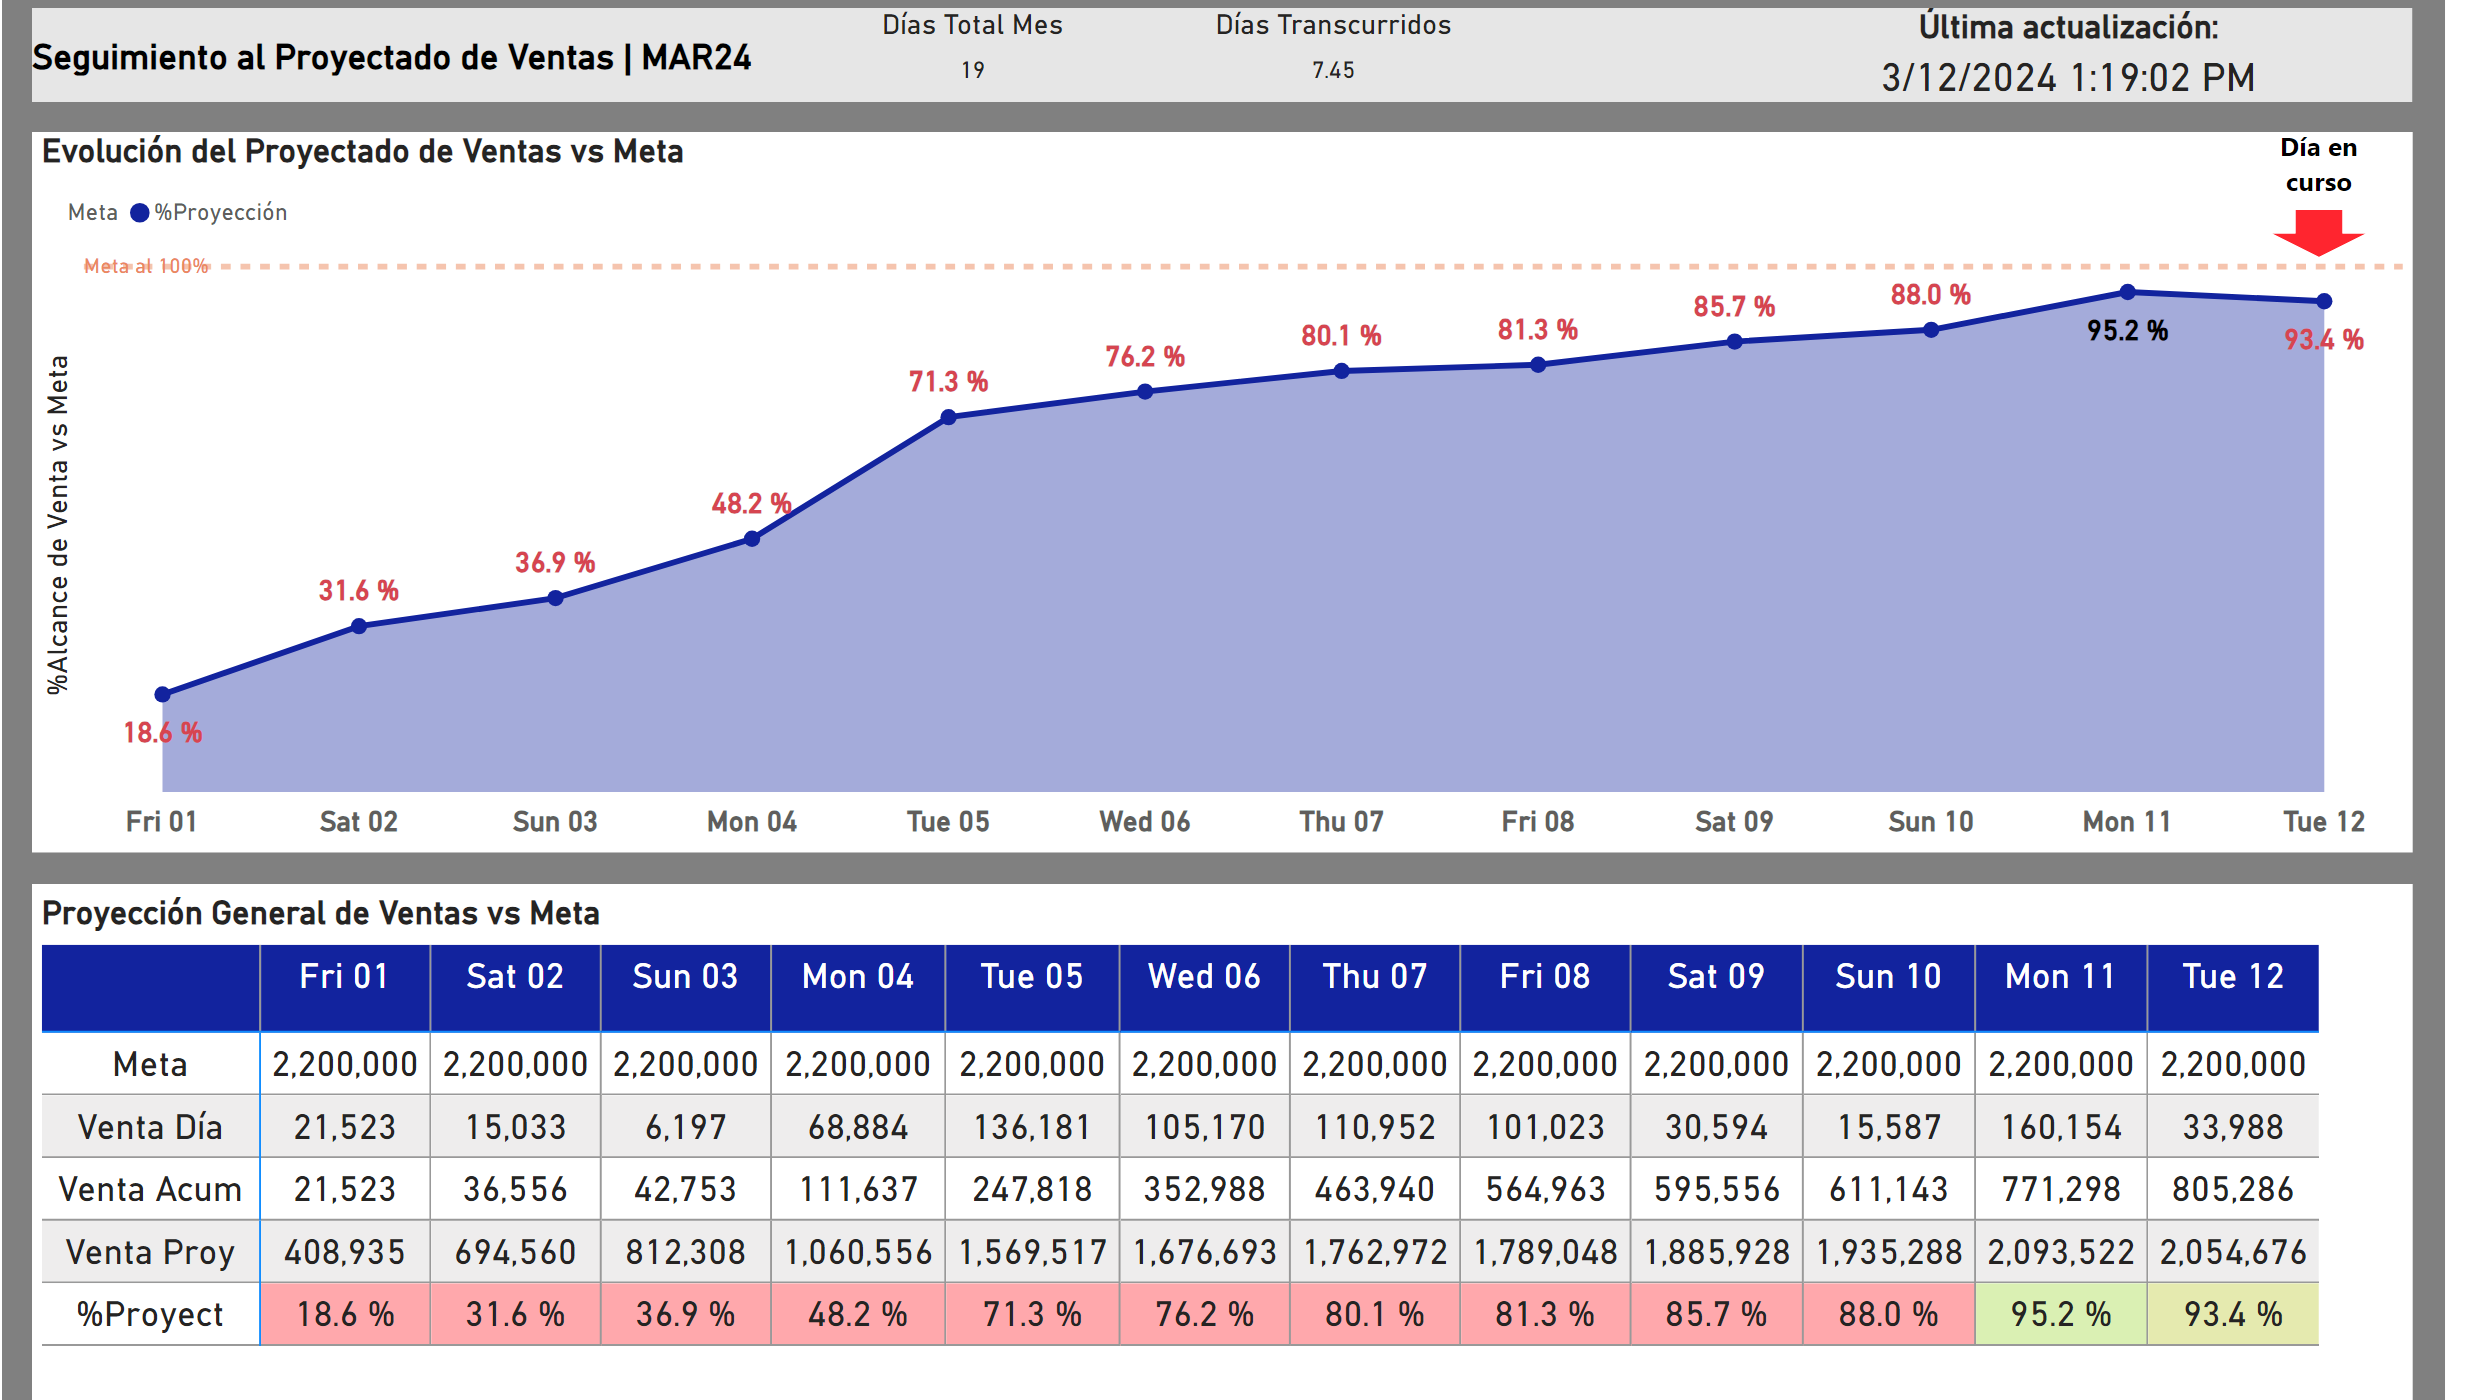 Seguimiento al Proyectado de Ventas | MAR24
Días Total Mes
19
Días Transcurridos
7.45
Última actualización:
3/12/2024 1:19:02 PM
Evolución del Proyectado de Ventas vs Meta
Día en
curso
Meta %Proyección
Meta al 100%
%Alcance de Venta vs Meta
18.6 %
31.6 %
36.9 %
48.2 %
71.3 %
76.2 %
80.1 %
81.3 %
85.7 %
88.0 %
95.2 %
93.4 %
Fri 01 Sat 02 Sun 03 Mon 04 Tue 05 Wed 06 Thu 07 Fri 08 Sat 09 Sun 10 Mon 11 Tue 12
Proyección General de Ventas vs Meta
Fri 01 Sat 02 Sun 03 Mon 04 Tue 05 Wed 06 Thu 07 Fri 08 Sat 09 Sun 10 Mon 11 Tue 12
Meta 2,200,000 2,200,000 2,200,000 2,200,000 2,200,000 2,200,000 2,200,000 2,200,000 2,200,000 2,200,000 2,200,000 2,200,000
Venta Día 21,523 15,033 6,197 68,884 136,181 105,170 110,952 101,023 30,594 15,587 160,154 33,988
Venta Acum 21,523 36,556 42,753 111,637 247,818 352,988 463,940 564,963 595,556 611,143 771,298 805,286
Venta Proy 408,935 694,560 812,308 1,060,556 1,569,517 1,676,693 1,762,972 1,789,048 1,885,928 1,935,288 2,093,522 2,054,676
%Proyect 18.6 % 31.6 % 36.9 % 48.2 % 71.3 % 76.2 % 80.1 % 81.3 % 85.7 % 88.0 % 95.2 % 93.4 %